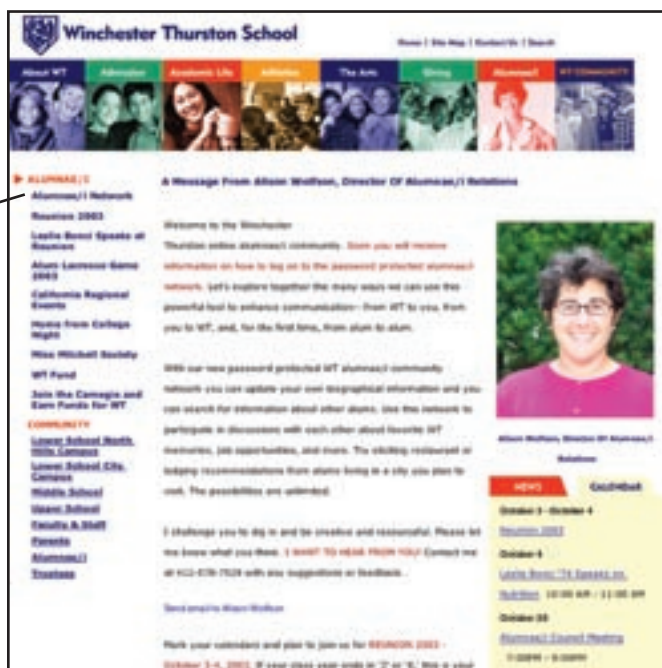 Winchester Thurston School
Home | Site Map | Contact Us | Search
About WT
Admission
Academic Life
Athletics
The Arts
Giving
Alumnae/i
WT COMMUNITY
ALUMNAE/I
Alumnae/i Network
Reunion 2003
Leslie Bonci Speaks at
Reunion
Alum Lacrosse Game
2003
California Regional
Events
Home from College
Night
Miss Mitchell Society
WT Fund
Join the Carnegie and
Earn Funds for WT
COMMUNITY
Lower School North
Hills Campus
Lower School City
Campus
Middle School
Upper School
Faculty & Staff
Parents
Alumnae/i
Trustees
A Message From Alison Wolfson, Director Of Alumnae/i Relations
Welcome to the Winchester
Thurston online alumnae/i community. Soon you will receive
information on how to log on to the password protected alumnae/i
network. Let's explore together the many ways we can use this
powerful tool to enhance communication-- from WT to you, from
you to WT, and, for the first time, from alum to alum.
With our new password protected WT alumnae/i community
network you can update your own biographical information and you
can search for information about other alums. Use this network to
participate in discussions with each other about favorite WT
memories, job opportunities, and more. Try eliciting restaurant or
lodging recommendations from alums living in a city you plan to
visit. The possibilities are unlimited.
I challenge you to dig in and be creative and resourceful. Please let
me know what you think. I WANT TO HEAR FROM YOU! Contact me
at 412-578-7529 with any suggestions or feedback.
Send email to Alison Wolfson
Mark your calendars and plan to join us for REUNION 2003 -
October 3-4, 2003. If your class year ends in '3' or '8,' this is your
Alison Wolfson, Director Of Alumnae/i
Relations
NEWS
CALENDAR
October 3 - October 4
Reunion 2003
October 4
Leslie Bonci '74 Speaks on
Nutrition 10:00 AM - 11:00 AM
Alumnae/i Council Meeting